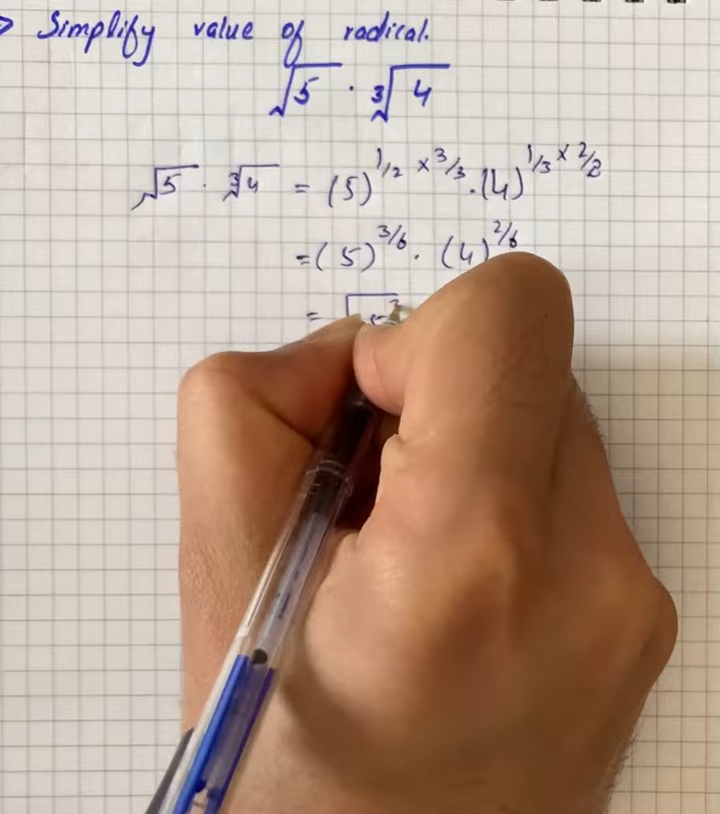 > Simplify value of radical.
√5 · ∛4
√5 · ∛4 = (5)^1/2 × 3/3 · (4)^1/3 × 2/2
= (5)^3/6 · (4)^2/6
=